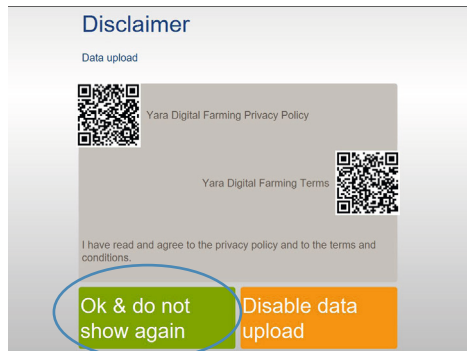 Disclaimer
Data upload
Yara Digital Farming Privacy Policy
Yara Digital Farming Terms
I have read and agree to the privacy policy and to the terms and
conditions.
Ok & do not
show again
Disable data
upload